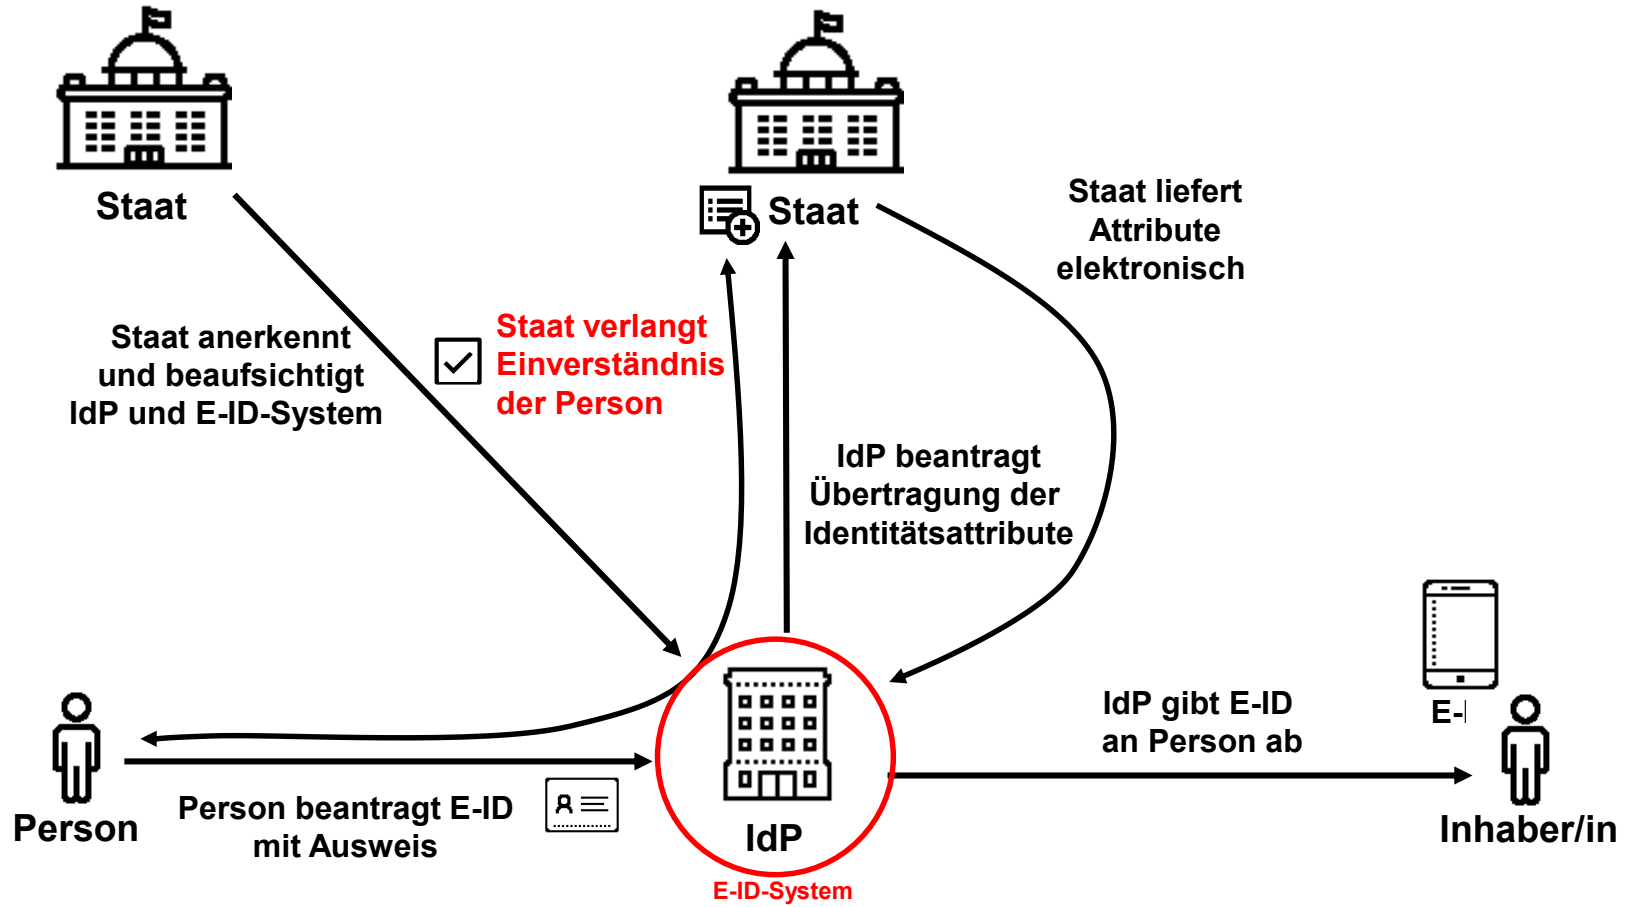 Staat
Staat
Staat liefert
Attribute
elektronisch
Staat anerkennt
und beaufsichtigt
IdP und E-ID-System
Staat verlangt
Einverständnis
der Person
IdP beantragt
Übertragung der
Identitätsattribute
IdP gibt E-ID
an Person ab
E-
Person beantragt E-ID
mit Ausweis
Person
IdP
Inhaber/in
E-ID-System